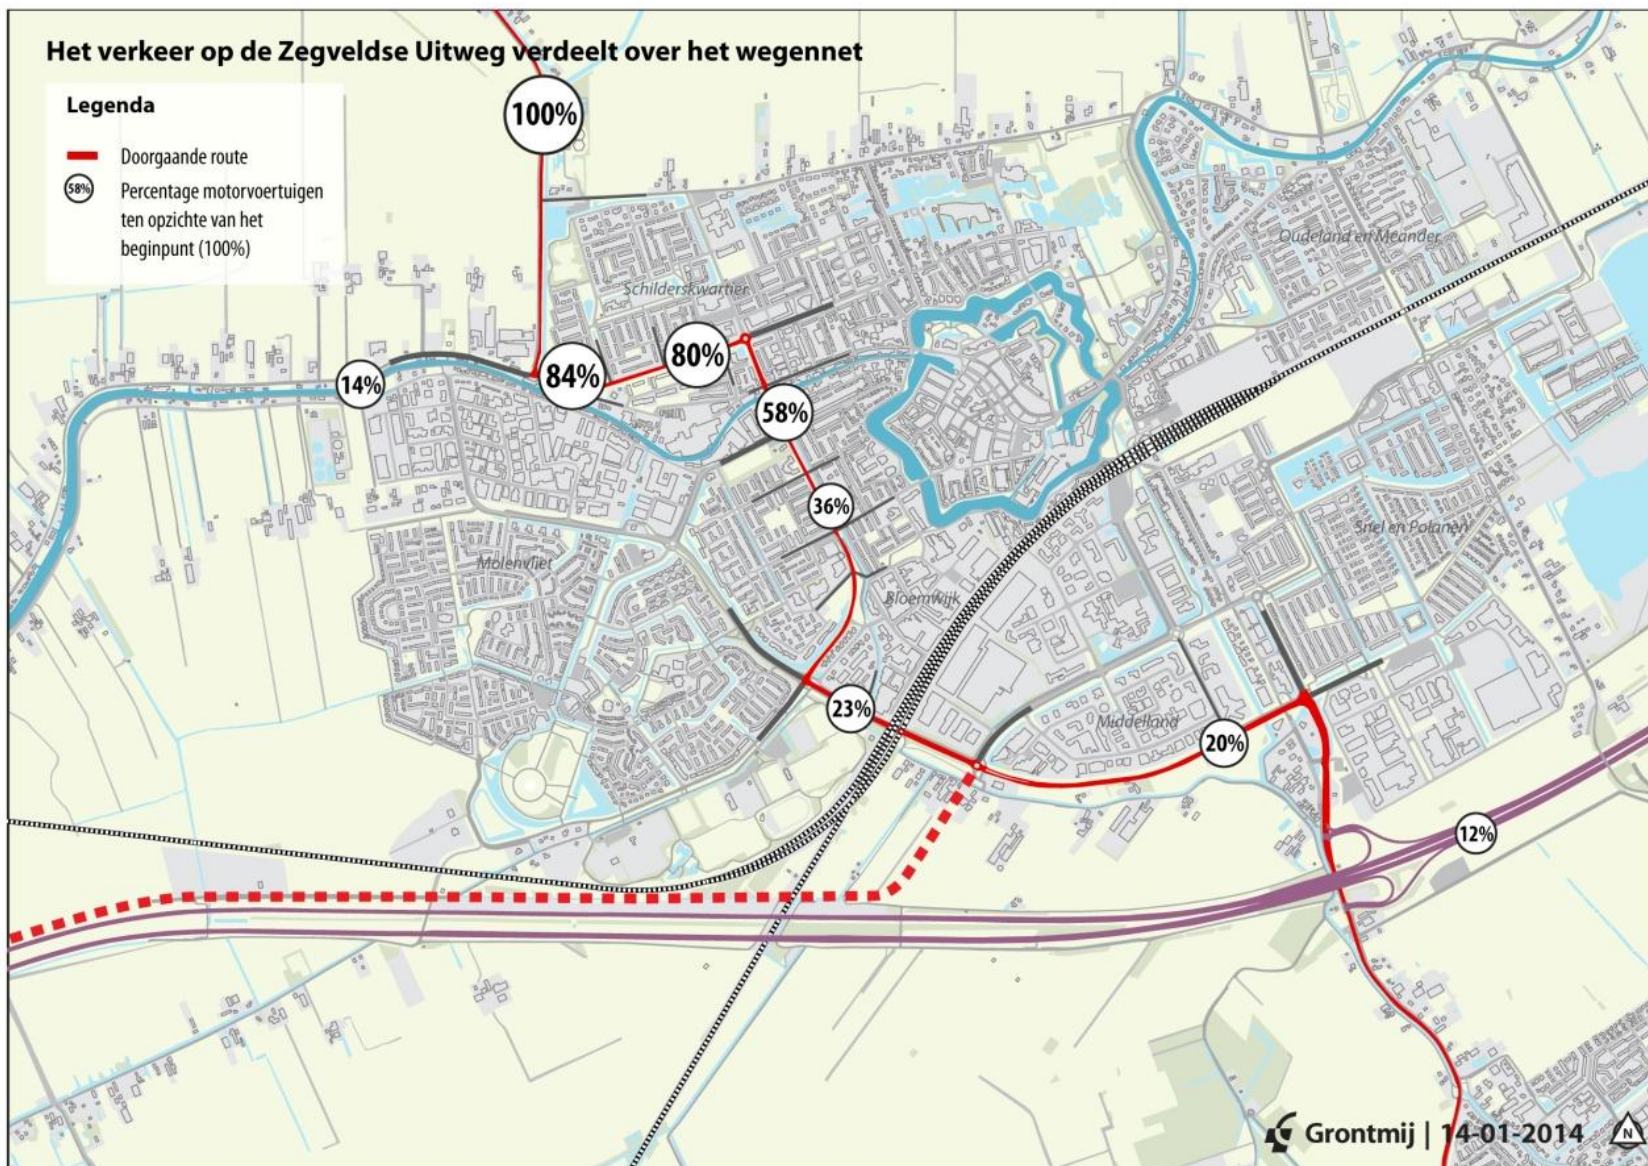 Het verkeer op de Zegveldse Uitweg verdeelt over het wegennet
Legenda
Doorgaande route
58%
Percentage motorvoertuigen
ten opzichte van het
beginpunt (100%)
100%
Oudeland en Meander
Schilderskwartier
80%
84%
14%
58%
36%
Snel en Polanen
Molenvliet
Bloemwijk
23%
Middelland
20%
12%
Grontmij | 14-01-2014
N